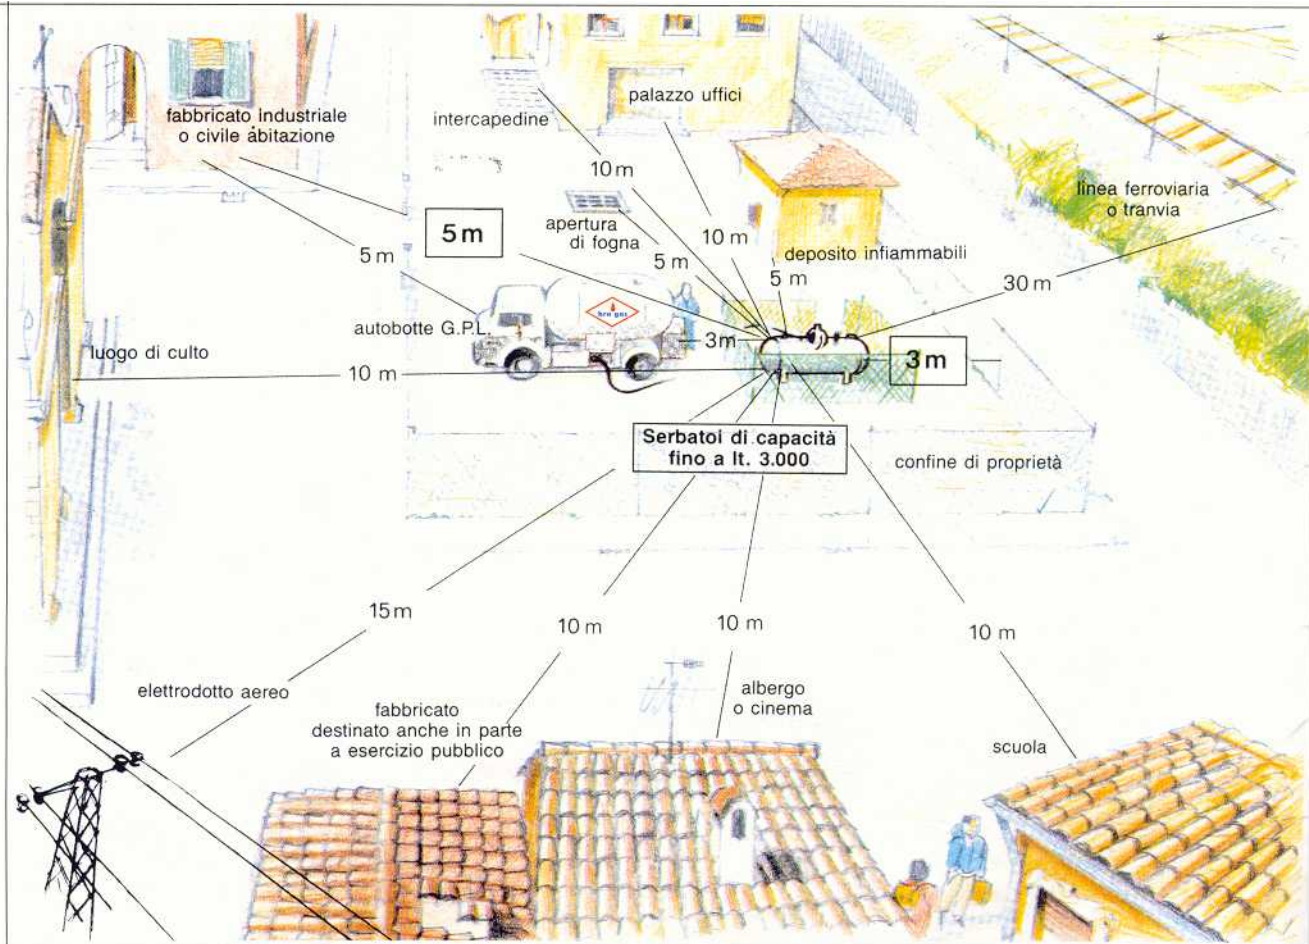 fabbricato industriale
o civile abitazione
intercapedine
palazzo uffici
10 m
linea ferroviaria
o tranvia
apertura
di fogna
5 m
5 m
10 m
5 m
deposito infiammabili
5 m
30 m
autobotte G.P.L.
bre gas
3 m
3 m
luogo di culto
10 m
Serbatoi di capacità
fino a lt. 3.000
confine di proprietà
15 m
10 m
10 m
10 m
elettrodotto aereo
fabbricato
destinato anche in parte
a esercizio pubblico
albergo
o cinema
scuola